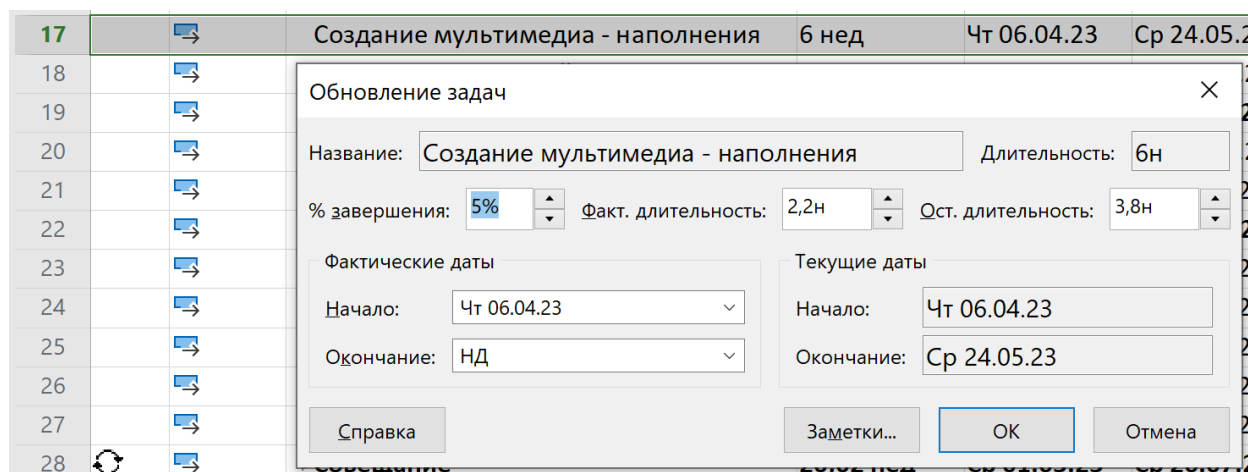 17 Создание мультимедиа - наполнения 6 нед Чт 06.04.23 Ср 24.05.2
18
Обновление задач
19
20 Название: Создание мультимедиа - наполнения Длительность: 6н
21
% завершения: 5% Факт. длительность: 2,2н Ост. длительность: 3,8н
22
23 Фактические даты Текущие даты
24 Начало: Чт 06.04.23 Начало: Чт 06.04.23
25 Окончание: НД Окончание: Ср 24.05.23
26
27 Справка Заметки... ОК Отмена
28 Совещание